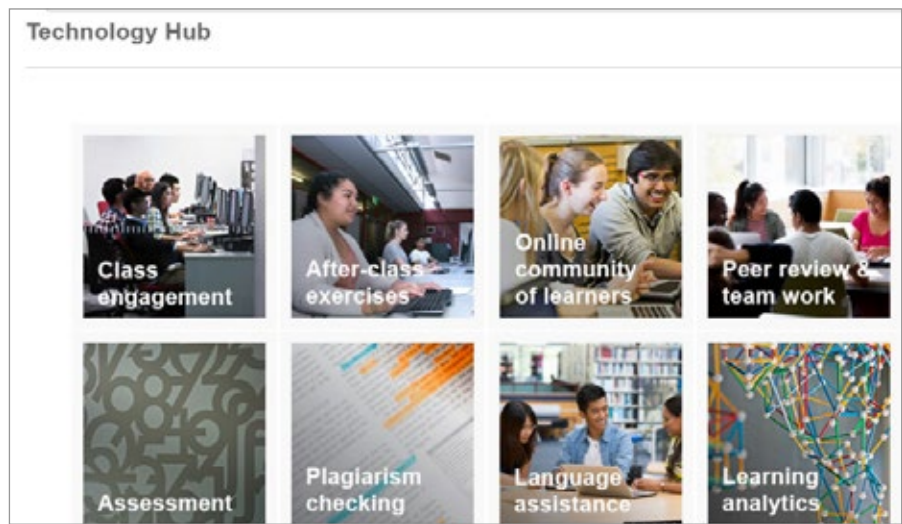 Technology Hub
Class
engagement
After-class
exercises
Online
community
of learners
Peer review &
team work
Assessment
Plagiarism
checking
Language
assistance
Learning
analytics